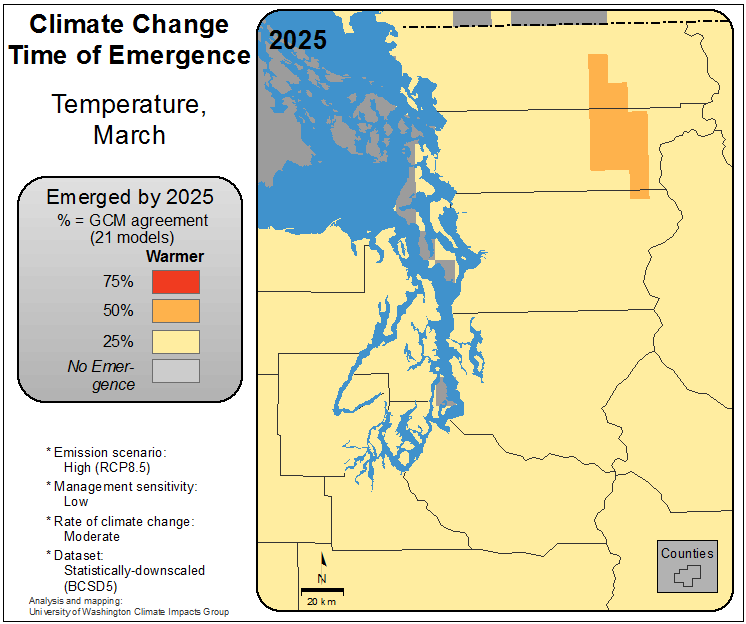 Climate Change
Time of Emergence
Temperature,
March
Emerged by 2025
% = GCM agreement
(21 models)
Warmer
75%
50%
25%
No Emer-
gence
* Emission scenario:
High (RCP8.5)
* Management sensitivity:
Low
* Rate of climate change:
Moderate
* Dataset:
Statistically-downscaled
(BCSD5)
Analysis and mapping:
University of Washington Climate Impacts Group
2025
N
20 km
Counties